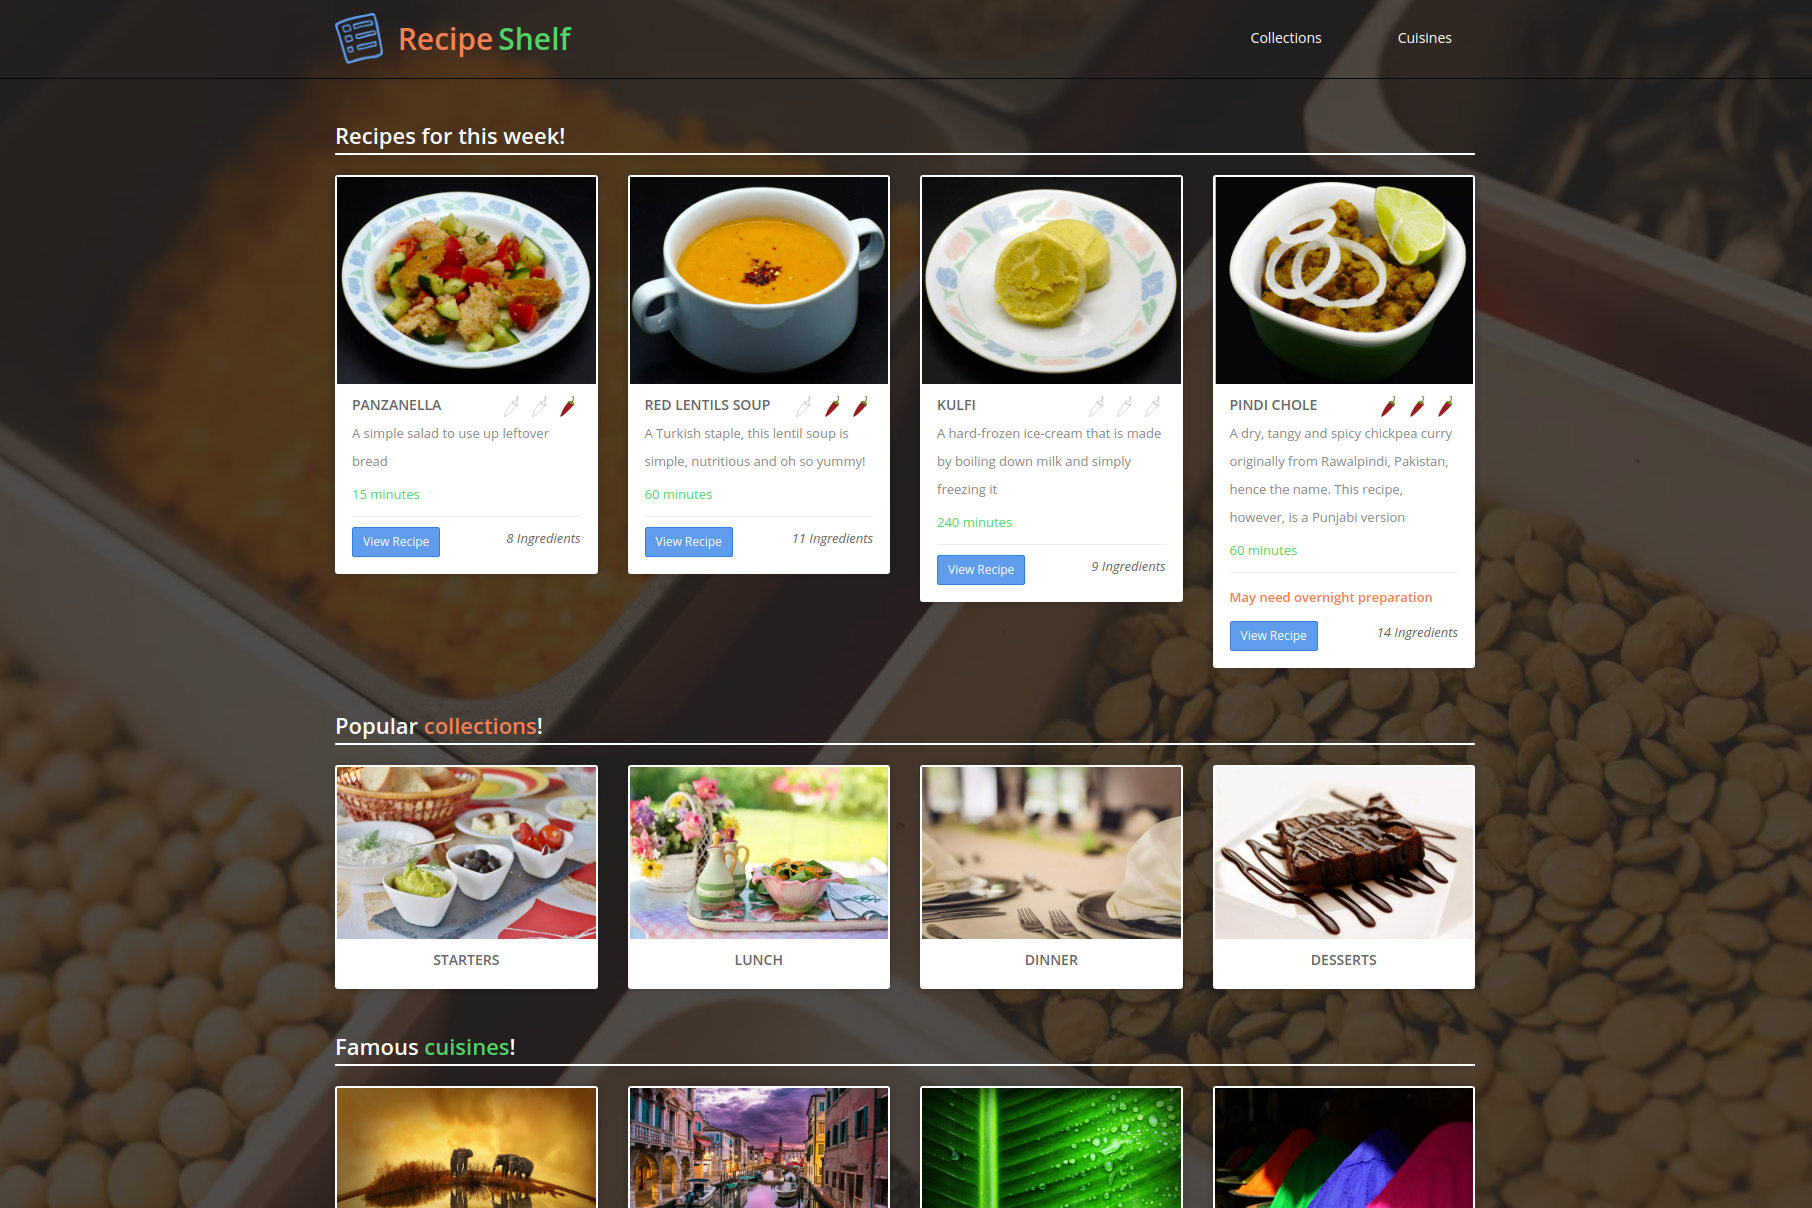 Recipe Shelf
Collections
Cuisines
Recipes for this week!
PANZANELLA
A simple salad to use up leftover
bread
15 minutes
View Recipe
8 Ingredients
RED LENTILS SOUP
A Turkish staple, this lentil soup is
simple, nutritious and oh so yummy!
60 minutes
View Recipe
11 Ingredients
KULFI
A hard-frozen ice-cream that is made
by boiling down milk and simply
freezing it
240 minutes
View Recipe
9 Ingredients
PINDI CHOLE
A dry, tangy and spicy chickpea curry
originally from Rawalpindi, Pakistan,
hence the name. This recipe,
however, is a Punjabi version
60 minutes
May need overnight preparation
View Recipe
14 Ingredients
Popular collections!
STARTERS
LUNCH
DINNER
DESSERTS
Famous cuisines!